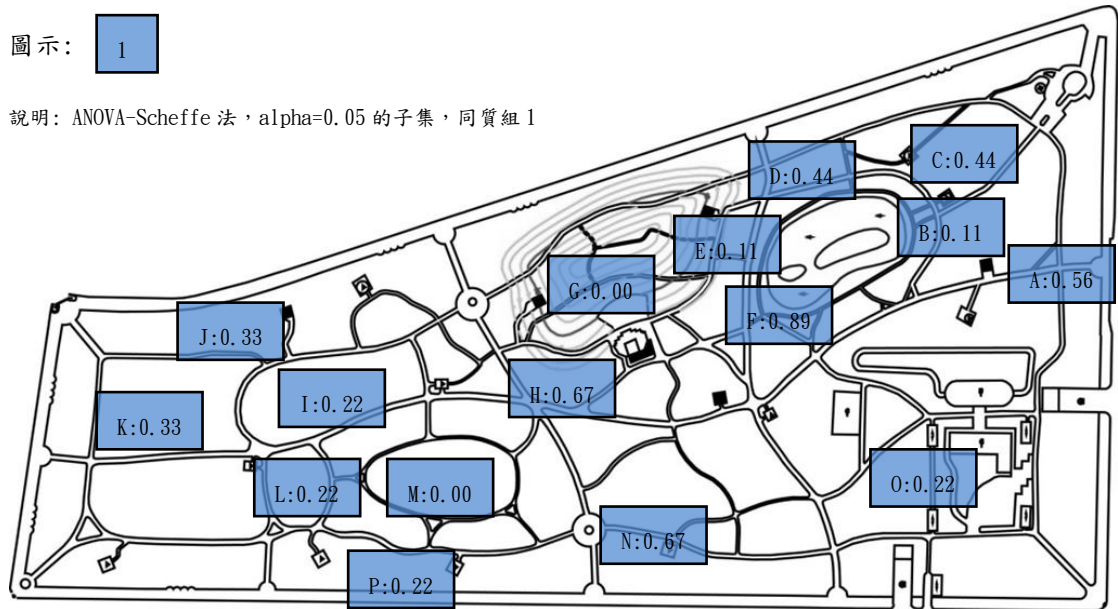 圖示:
1
說明: ANOVA-Scheffe 法，alpha=0.05 的子集，同質組 1
C:0.44
D:0.44
B:0.11
E:0.11
A:0.56
G:0.00
F:0.89
J:0.33
I:0.22
H:0.67
K:0.33
L:0.22
M:0.00
O:0.22
N:0.67
P:0.22